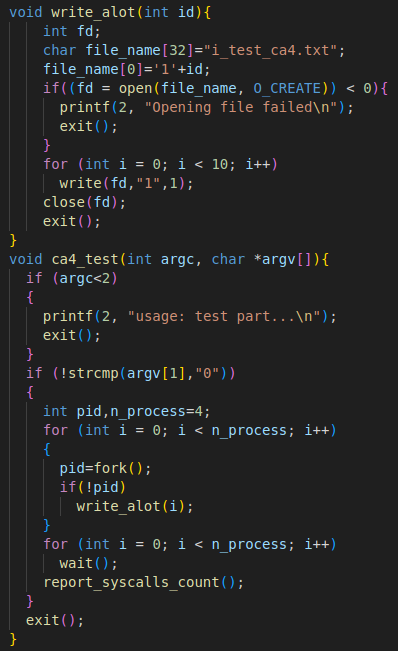 void write_alot(int id){
    int fd;
    char file_name[32]="i_test_ca4.txt";
    file_name[0]='1'+id;
    if((fd = open(file_name, O_CREATE)) < 0){
      printf(2, "Opening file failed\n");
      exit();
    }
    for (int i = 0; i < 10; i++)
      write(fd,"1",1);
    close(fd);
    exit();
}
void ca4_test(int argc, char *argv[]){
  if (argc<2)
  {
    printf(2, "usage: test part...\n");
    exit();
  }
  if (!strcmp(argv[1],"0"))
  {
    int pid,n_process=4;
    for (int i = 0; i < n_process; i++)
    {
      pid=fork();
      if(!pid)
        write_alot(i);
    }
    for (int i = 0; i < n_process; i++)
      wait();
    report_syscalls_count();
  }
  exit();
}